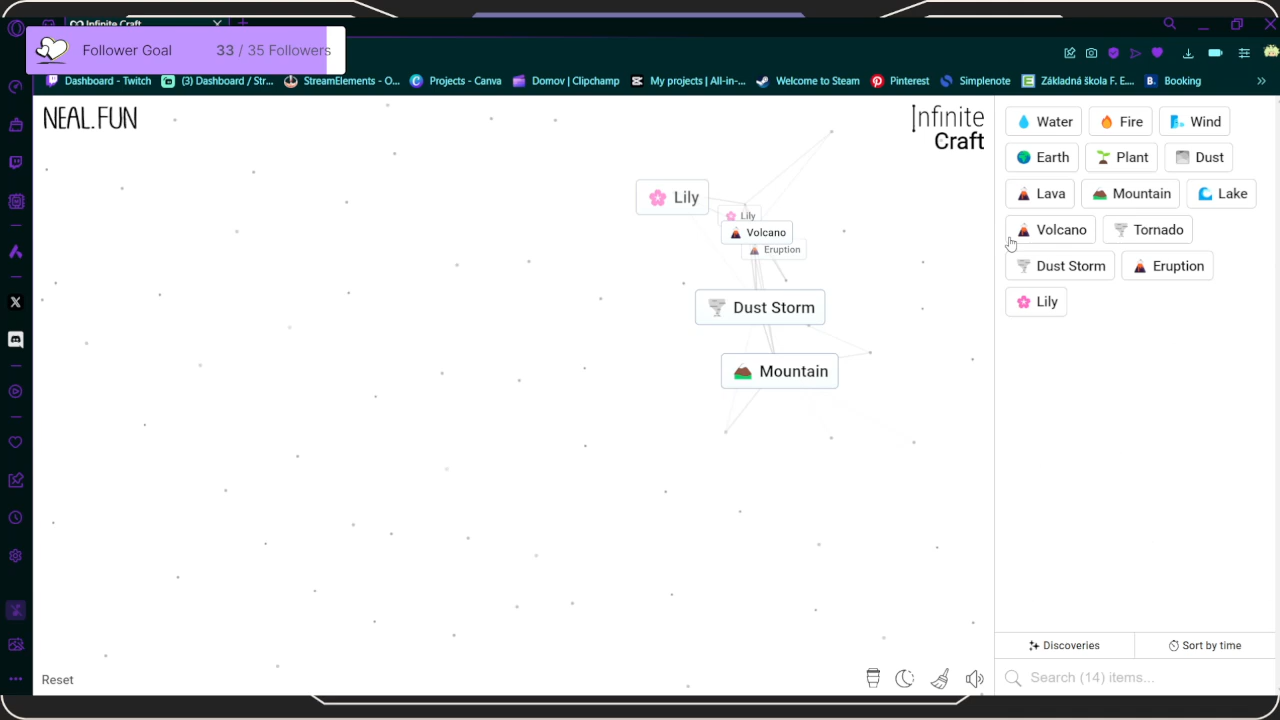 Infinite Craft
Follower Goal 33 / 35 Followers
Dashboard - Twitch (3) Dashboard / Str... StreamElements - O... Projects - Canva Domov | Clipchamp My projects | All-in-... Welcome to Steam Pinterest Simplenote Základná škola F. E... B. Booking
NEAL.FUN
Infinite
Craft
Lily
Lily
Volcano
Eruption
Dust Storm
Mountain
Water Fire Wind
Earth Plant Dust
Lava Mountain Lake
Volcano Tornado
Dust Storm Eruption
Lily
Discoveries Sort by time
Search (14) items...
Reset